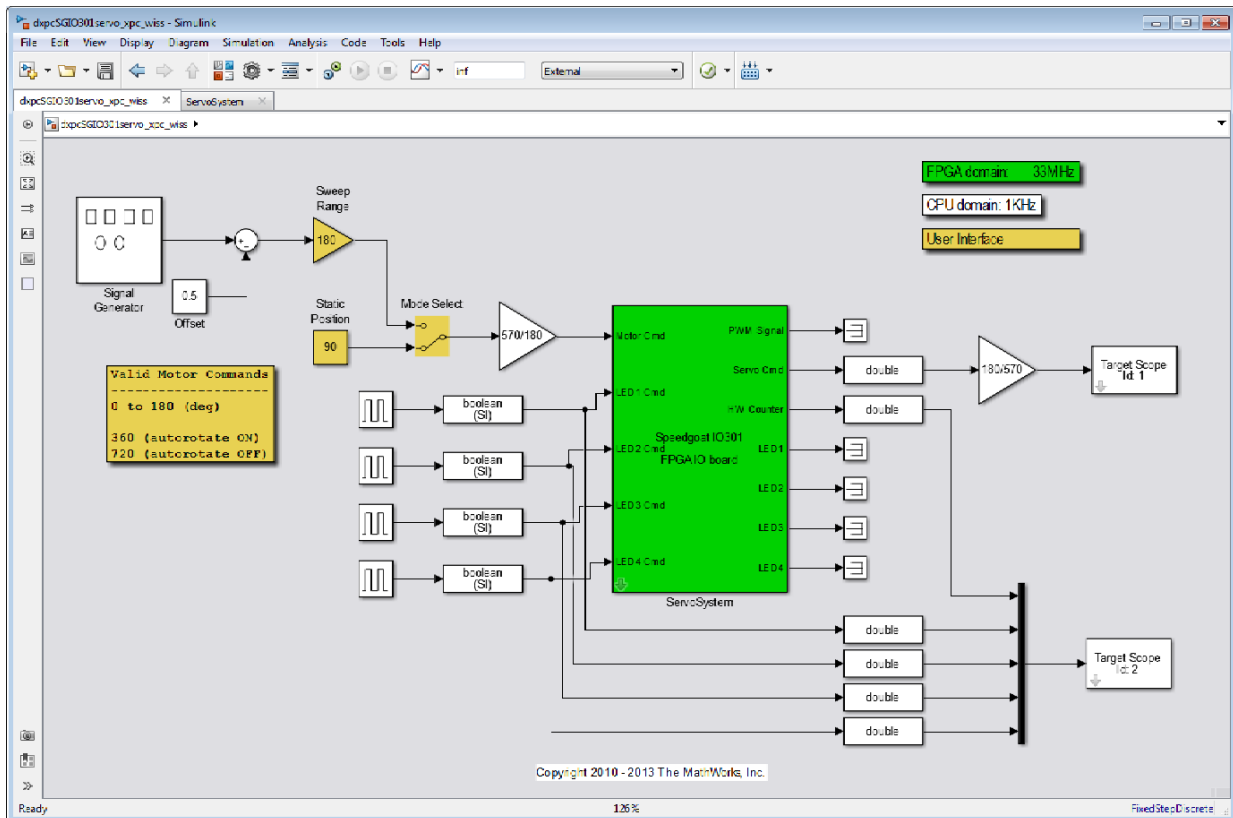 dxpcSGIO301servo_xpc_wiss - Simulink
File Edit View Display Diagram Simulation Analysis Code Tools Help
inf
External
dxpcSGIO301servo_xpc_wiss
ServoSystem
dxpcSGIO301servo_xpc_wiss
FPGA domain: 33MHz
CPU domain: 1KHz
User Interface
Sweep
Range
180
Signal
Generator
0.5
Offset
Static
Position
90
Mode Select
570/180
Valid Motor Commands
--------------------
0 to 180 (deg)
360 (autorotate ON)
720 (autorotate OFF)
boolean
(SI)
boolean
(SI)
boolean
(SI)
boolean
(SI)
Motor Cmd
LED1 Cmd
LED2 Cmd
LED3 Cmd
LED4 Cmd
Speedgoat IO301
FPGA IO board
PWM Signal
Servo Cmd
HW Counter
LED1
LED2
LED3
LED4
ServoSystem
double
double
180/570
Target Scope
Id: 1
double
double
double
double
Target Scope
Id: 2
Copyright 2010 - 2013 The MathWorks, Inc.
Ready
126%
FixedStepDiscrete